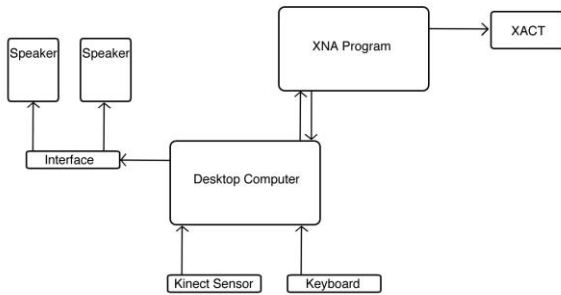 XNA Program
XACT
Speaker
Speaker
Interface
Desktop Computer
Kinect Sensor
Keyboard